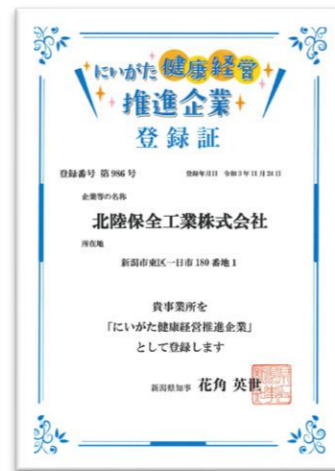 にいがた健康経営
推進企業
登録証
登録番号 第986号
登録年月日 令和3年11月24日
企業等の名称
北陸保全工業株式会社
所在地
新潟市東区一日市180番地1
貴事業所を
「にいがた健康経営推進企業」
として登録します
新潟県知事 花角 英世